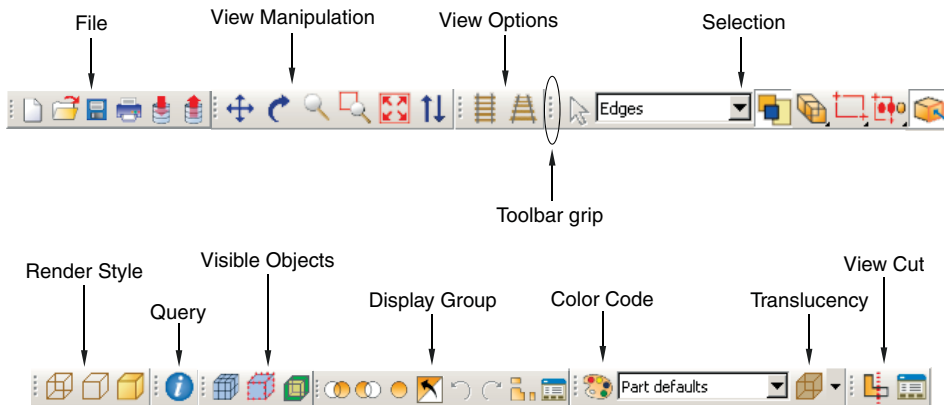 File
View Manipulation
View Options
Selection
Edges
Toolbar grip
Render Style
Query
Visible Objects
Display Group
Color Code
Translucency
View Cut
Part defaults